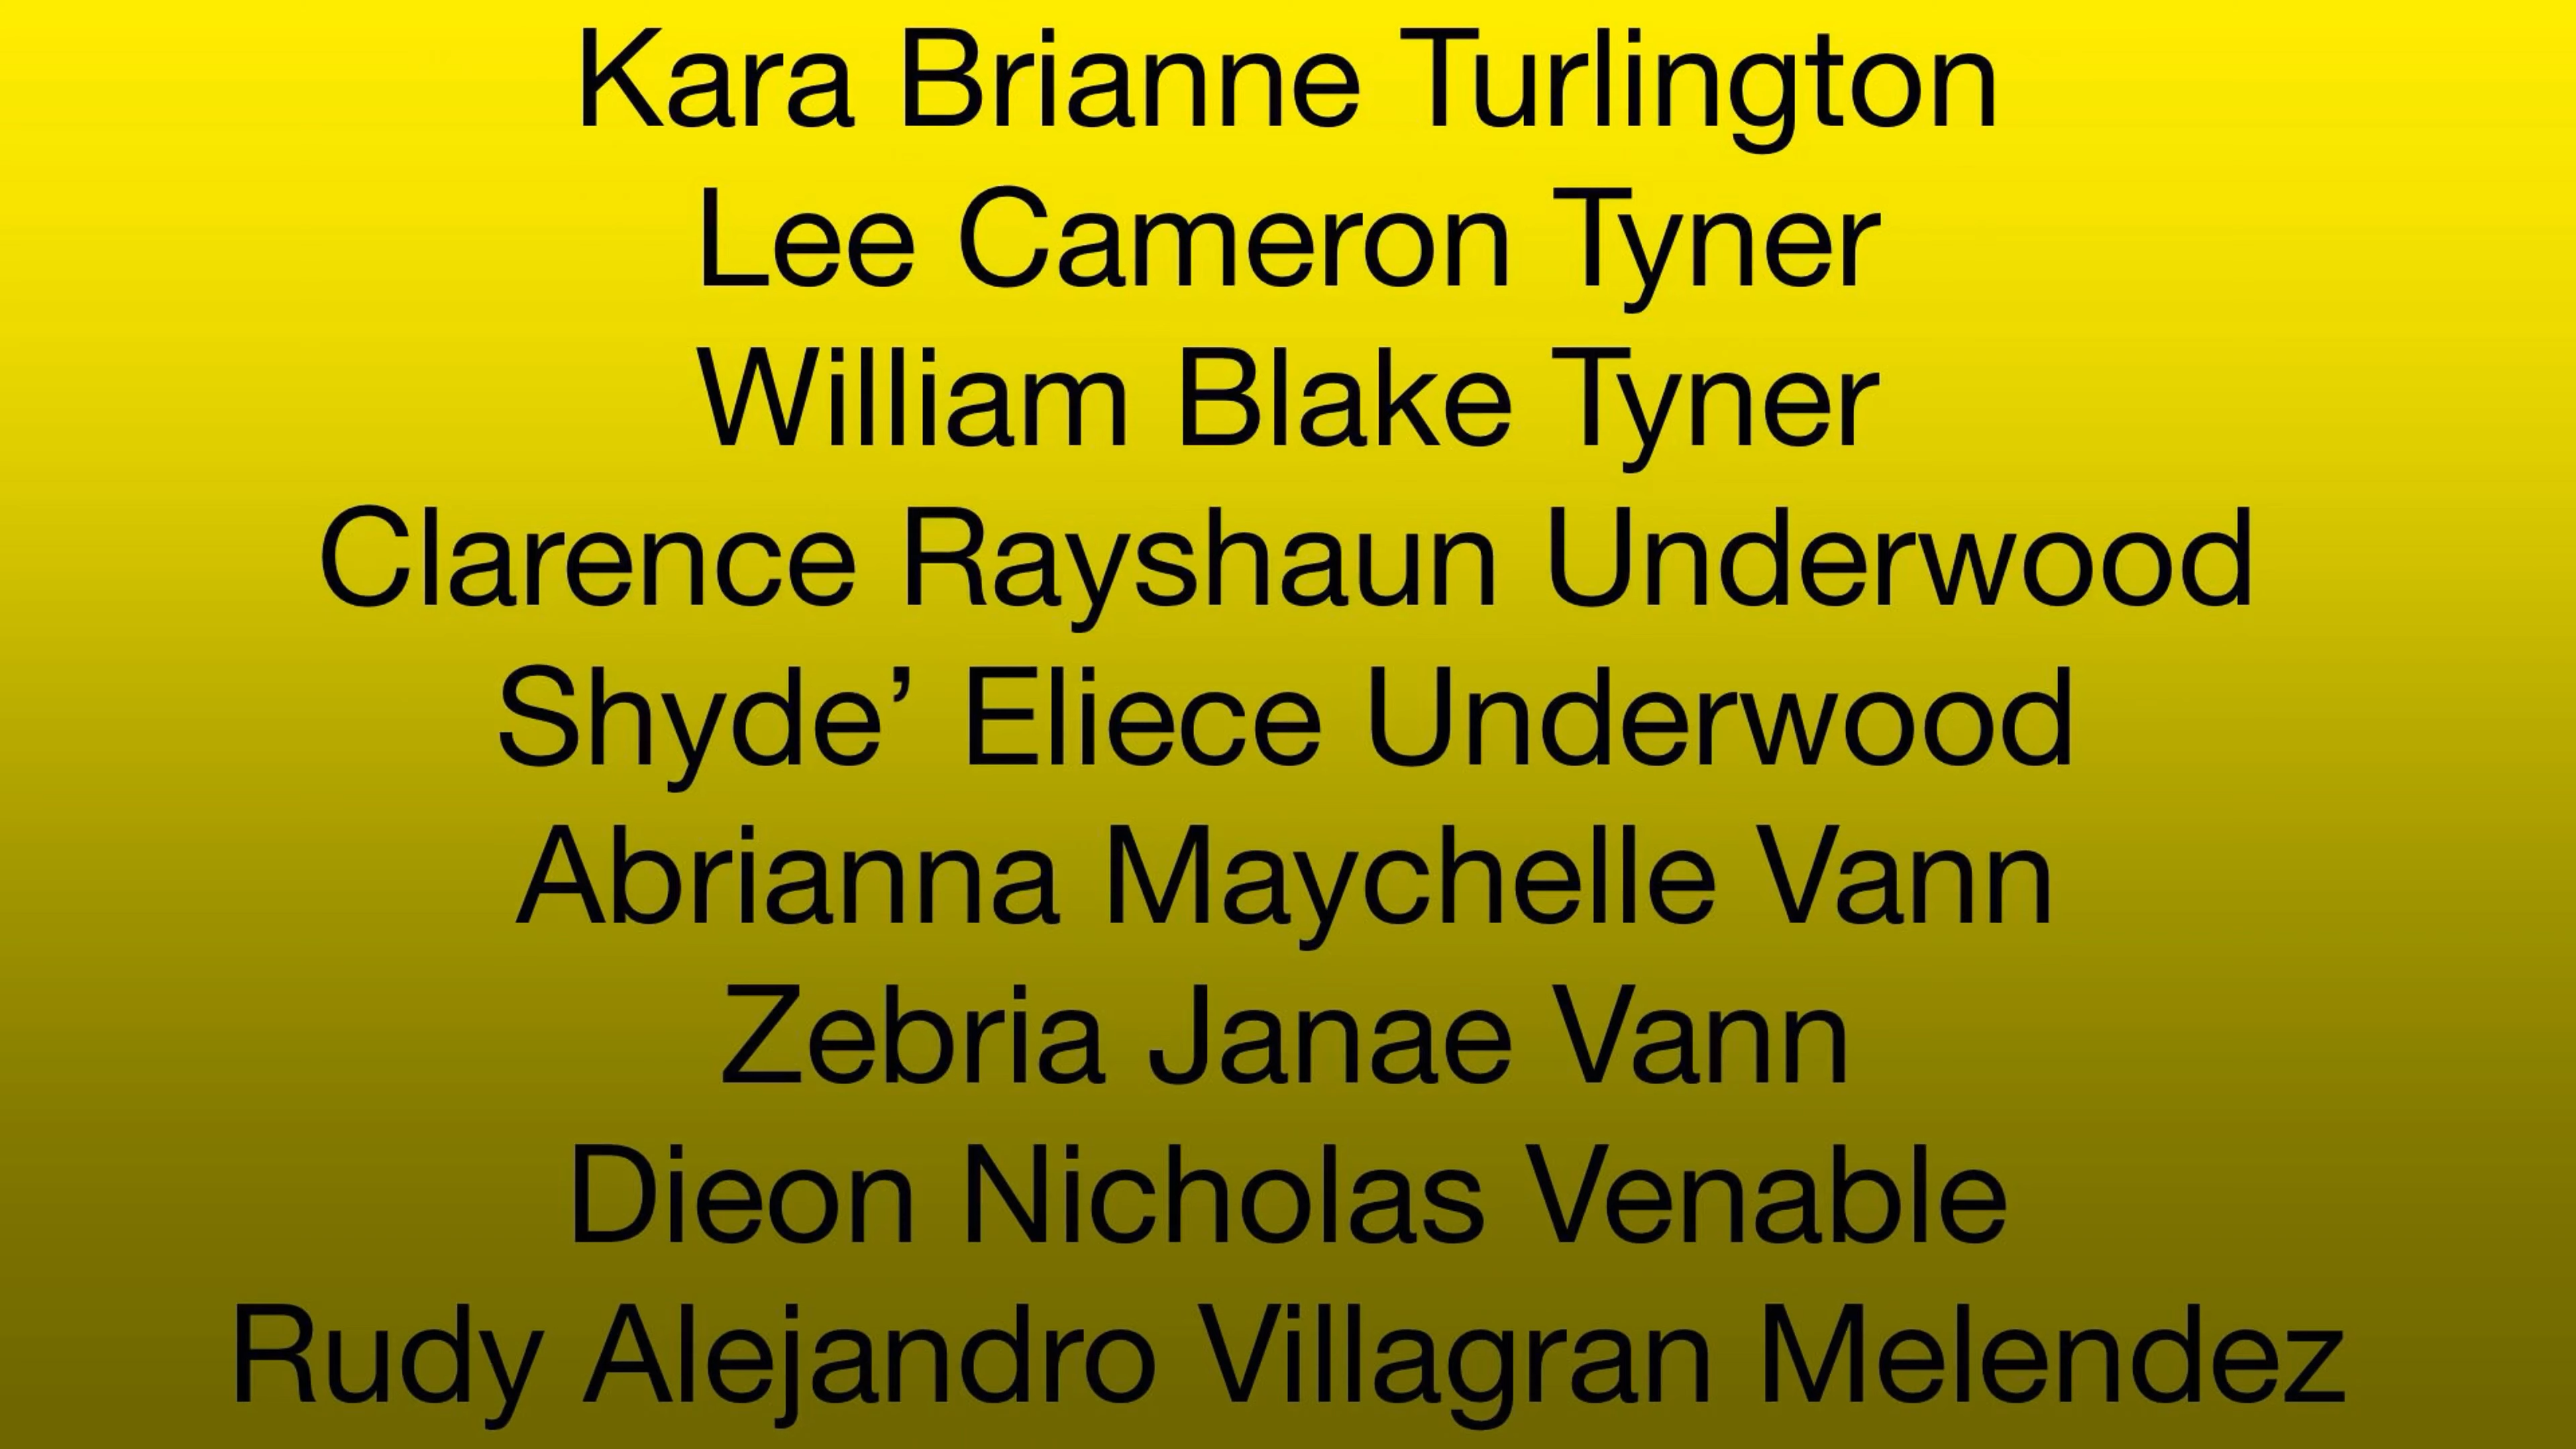 Kara Brianne Turlington
Lee Cameron Tyner
William Blake Tyner
Clarence Rayshaun Underwood
Shyde’ Eliece Underwood
Abrianna Maychelle Vann
Zebria Janae Vann
Dieon Nicholas Venable
Rudy Alejandro Villagran Melendez